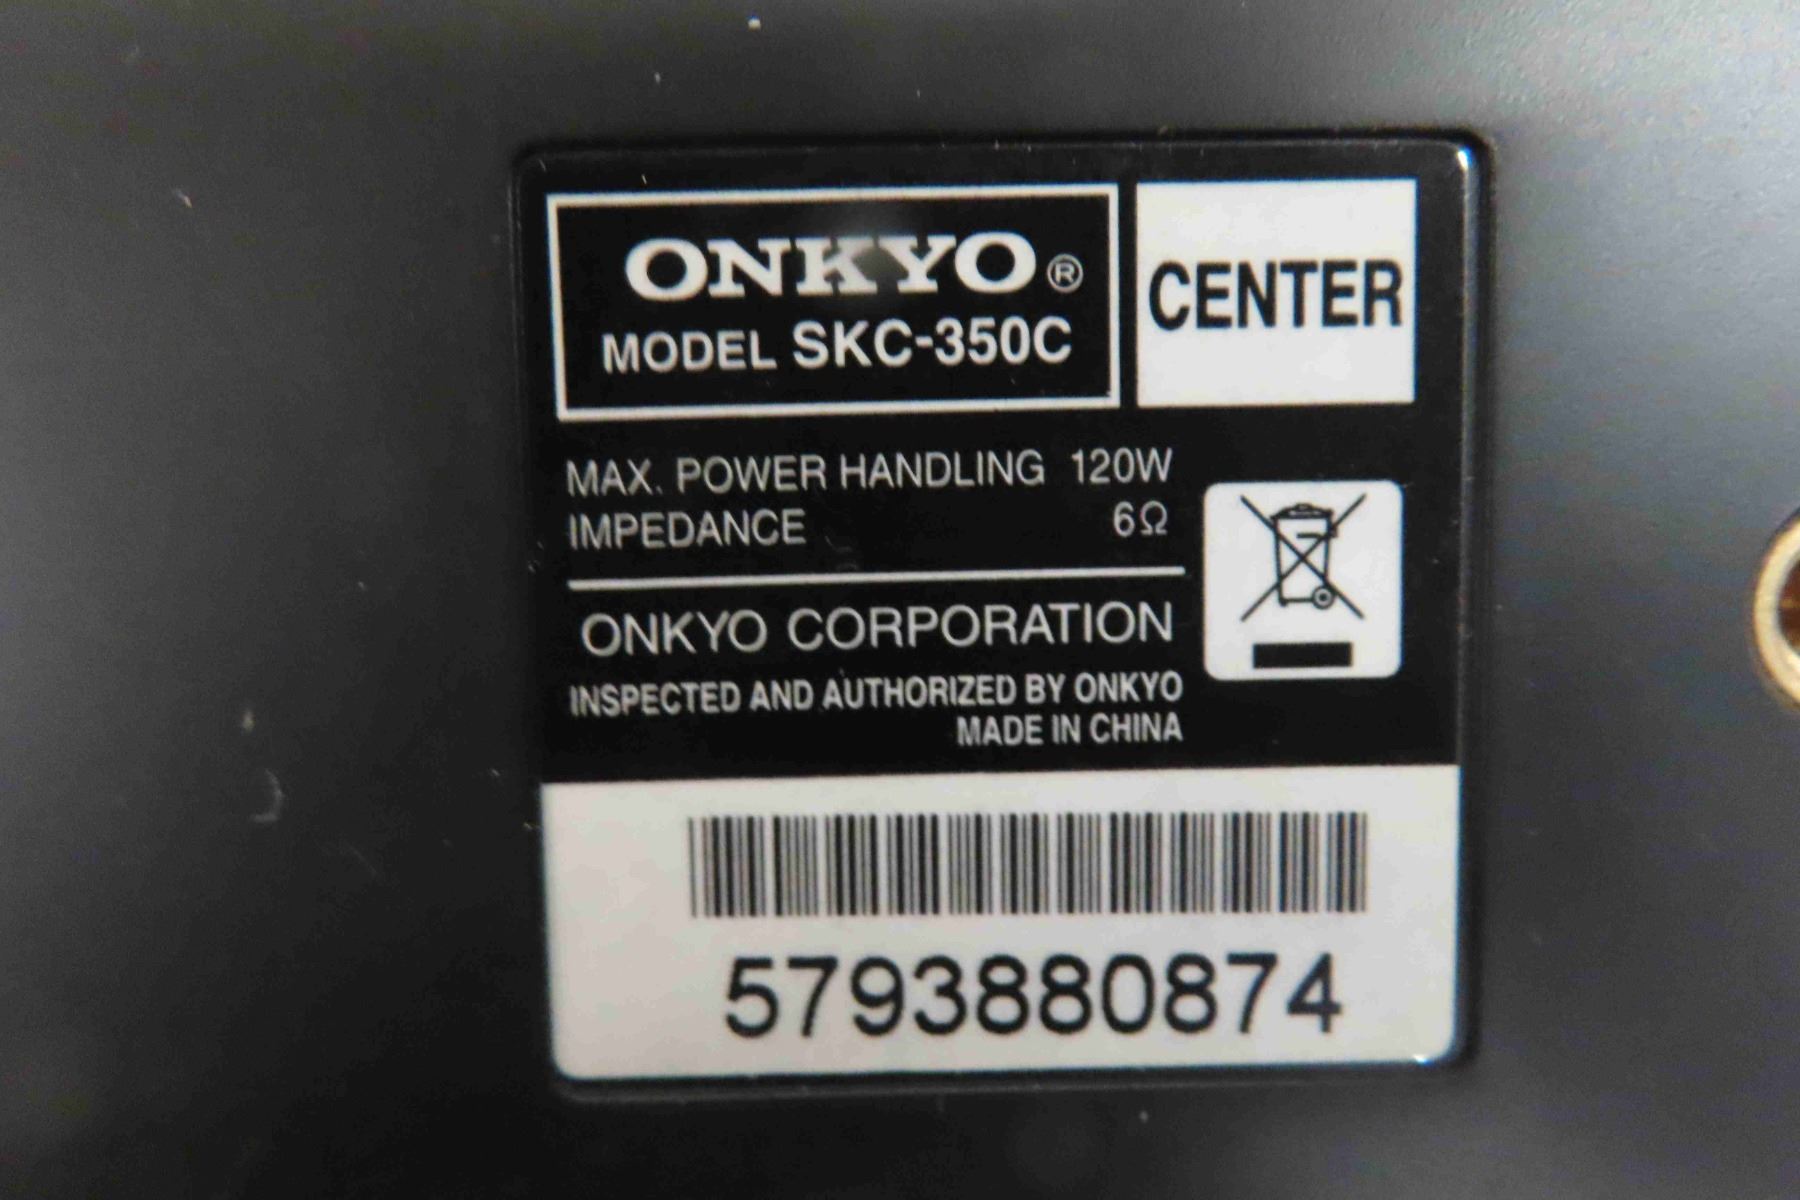 ONKYO®
MODEL SKC-350C
CENTER
MAX. POWER HANDLING 120W
IMPEDANCE 6Ω
ONKYO CORPORATION
INSPECTED AND AUTHORIZED BY ONKYO
MADE IN CHINA
5793880874